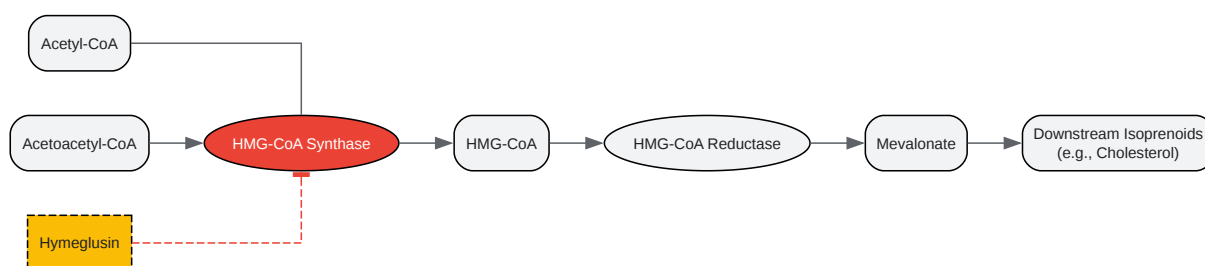 Acetyl-CoA
Acetoacetyl-CoA
HMG-CoA Synthase
HMG-CoA
HMG-CoA Reductase
Mevalonate
Downstream Isoprenoids
(e.g., Cholesterol)
Hymeglusin